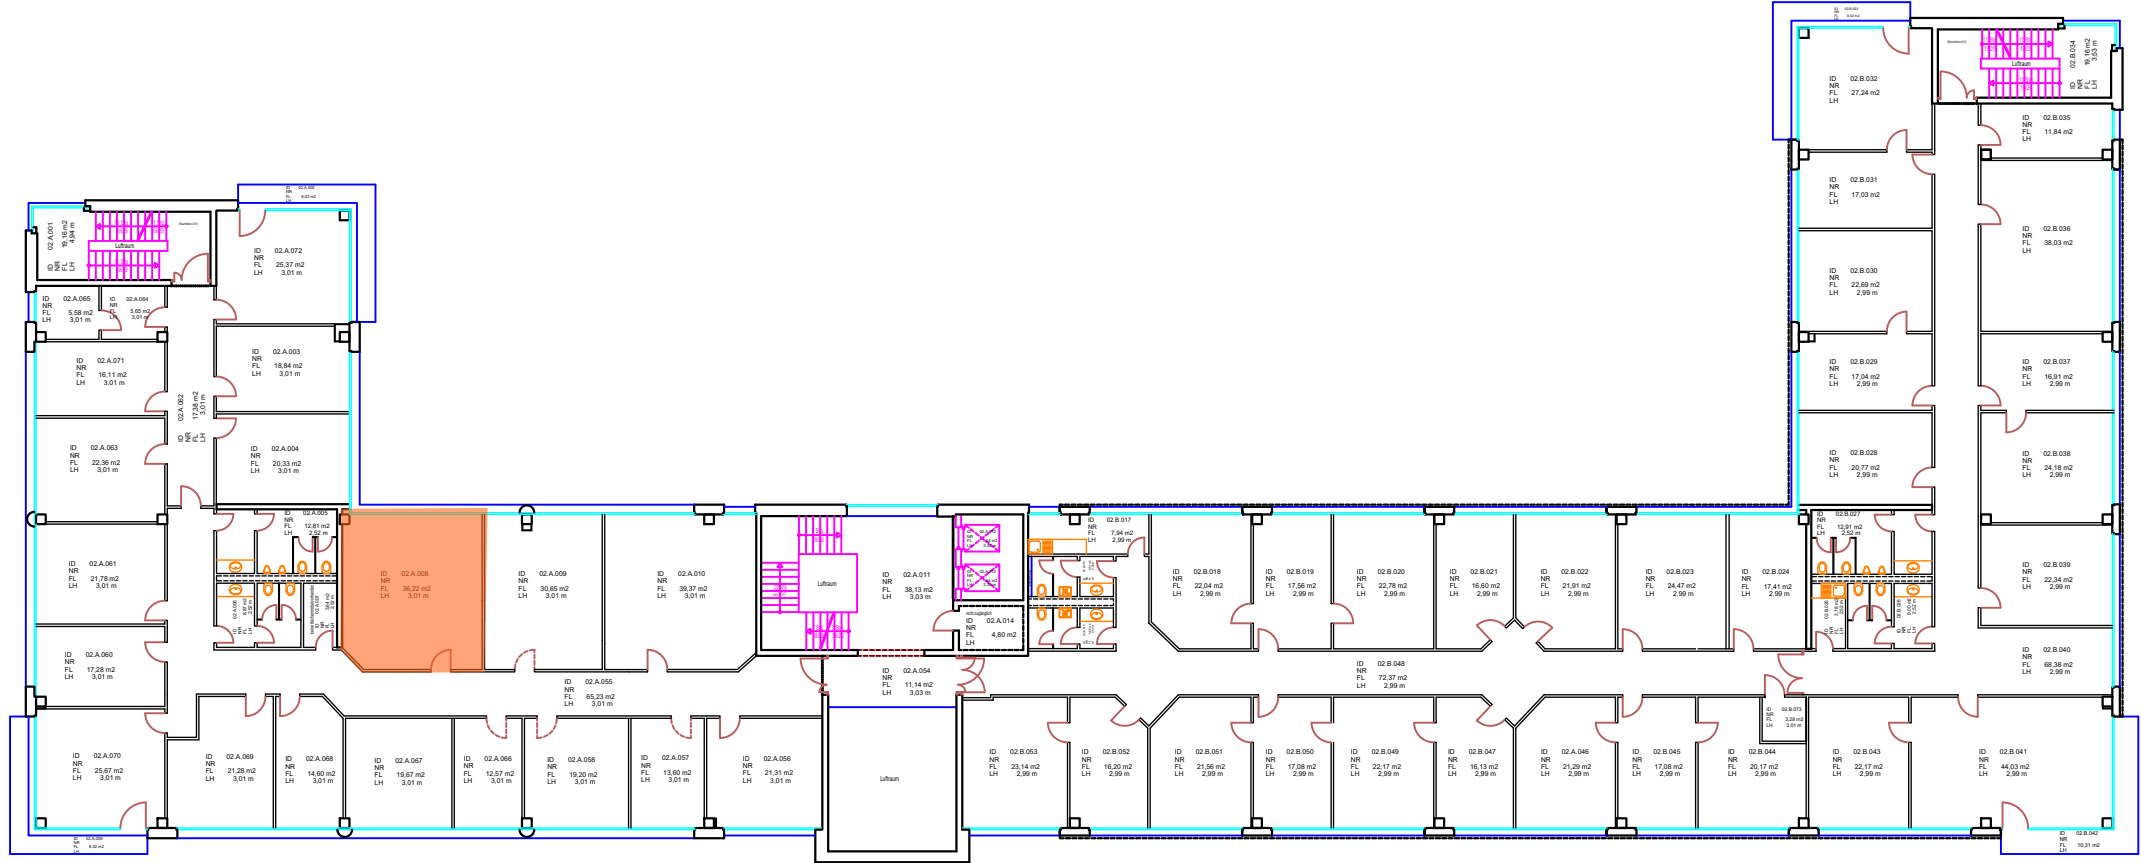 ID 02.B.032
NR
FL 27,24 m2
LH
Luftraum
ID 02.B.034
NR
FL 19,16 m2
LH 3,53 m
ID 02.B.035
NR
FL 11,84 m2
LH
ID 02.B.031
NR
FL 17,03 m2
LH
ID 02.B.036
NR
FL 38,03 m2
LH
ID 02.B.030
NR
FL 22,69 m2
LH 2,99 m
ID 02.B.029
NR
FL 17,04 m2
LH 2,99 m
ID 02.B.037
NR
FL 16,91 m2
LH 2,99 m
ID 02.B.028
NR
FL 20,77 m2
LH 2,99 m
ID 02.B.038
NR
FL 24,18 m2
LH 2,99 m
ID 02.A.001
NR
FL 19,16 m2
LH 4,94 m
Luftraum
ID 02.A.072
NR
FL 25,37 m2
LH 3,01 m
ID 02.A.065
NR
FL 5,58 m2
LH 3,01 m
ID 02.A.064
NR
FL 5,65 m2
LH 3,01 m
ID 02.A.071
NR
FL 16,11 m2
LH 3,01 m
ID 02.A.003
NR
FL 18,84 m2
LH 3,01 m
ID 02.A.062
NR
FL 17,38 m2
LH 3,01 m
ID 02.A.063
NR
FL 22,36 m2
LH 3,01 m
ID 02.A.004
NR
FL 20,33 m2
LH 3,01 m
ID 02.A.005
NR
FL 12,81 m2
LH 2,52 m
ID 02.A.061
NR
FL 21,78 m2
LH 3,01 m
ID 02.A.008
NR
FL 36,22 m2
LH 3,01 m
ID 02.A.009
NR
FL 30,65 m2
LH 3,01 m
ID 02.A.010
NR
FL 39,37 m2
LH 3,01 m
Luftraum
ID 02.A.011
NR
FL 38,13 m2
LH 3,03 m
nicht zugänglich
ID 02.A.014
NR
FL 4,80 m2
LH
ID 02.B.017
NR
FL 7,94 m2
LH 2,99 m
ID 02.B.018
NR
FL 22,04 m2
LH 2,99 m
ID 02.B.019
NR
FL 17,56 m2
LH 2,99 m
ID 02.B.020
NR
FL 22,78 m2
LH 2,99 m
ID 02.B.021
NR
FL 16,60 m2
LH 2,99 m
ID 02.B.022
NR
FL 21,91 m2
LH 2,99 m
ID 02.B.023
NR
FL 24,47 m2
LH 2,99 m
ID 02.B.024
NR
FL 17,41 m2
LH 2,99 m
ID 02.B.027
NR
FL 12,91 m2
LH 2,52 m
ID 02.B.039
NR
FL 22,34 m2
LH 2,99 m
ID 02.A.060
NR
FL 17,28 m2
LH 3,01 m
ID 02.A.055
NR
FL 65,23 m2
LH 3,01 m
ID 02.A.054
NR
FL 11,14 m2
LH 3,03 m
ID 02.B.048
NR
FL 72,37 m2
LH 2,99 m
ID 02.B.040
NR
FL 68,38 m2
LH 2,99 m
ID 02.A.070
NR
FL 25,67 m2
LH 3,01 m
ID 02.A.069
NR
FL 21,28 m2
LH 3,01 m
ID 02.A.068
NR
FL 14,60 m2
LH 3,01 m
ID 02.A.067
NR
FL 19,67 m2
LH 3,01 m
ID 02.A.066
NR
FL 12,57 m2
LH 3,01 m
ID 02.A.058
NR
FL 19,20 m2
LH 3,01 m
ID 02.A.057
NR
FL 13,60 m2
LH 3,01 m
ID 02.A.056
NR
FL 21,31 m2
LH 3,01 m
Luftraum
ID 02.B.053
NR
FL 23,14 m2
LH 2,99 m
ID 02.B.052
NR
FL 16,20 m2
LH 2,99 m
ID 02.B.051
NR
FL 21,56 m2
LH 2,99 m
ID 02.B.050
NR
FL 17,08 m2
LH 2,99 m
ID 02.B.049
NR
FL 22,17 m2
LH 2,99 m
ID 02.B.047
NR
FL 16,13 m2
LH 2,99 m
ID 02.A.046
NR
FL 21,29 m2
LH 2,99 m
ID 02.B.045
NR
FL 17,08 m2
LH 2,99 m
ID 02.B.044
NR
FL 20,17 m2
LH 2,99 m
ID 02.B.073
NR
FL 3,28 m2
LH 3,01 m
ID 02.B.043
NR
FL 22,17 m2
LH 2,99 m
ID 02.B.041
NR
FL 44,03 m2
LH 2,99 m
ID 02.B.042
NR
FL 10,31 m2
LH